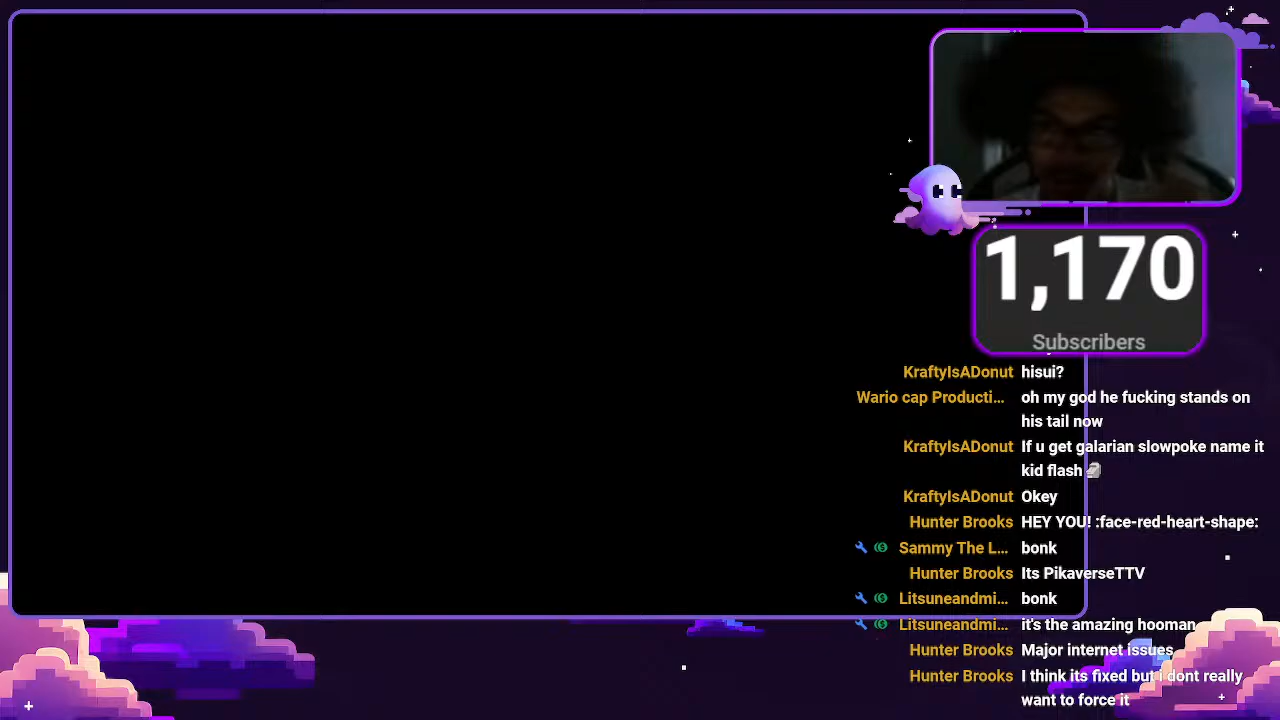 1,170
Subscribers
KraftyIsADonut hisui?
Wario cap Producti... oh my god he fucking stands on
his tail now
KraftyIsADonut If u get galarian slowpoke name it
kid flash 🗿
KraftyIsADonut Okey
Hunter Brooks HEY YOU! :face-red-heart-shape:
Sammy The L... bonk
Hunter Brooks Its PikaverseTTV
Litsuneandmi... bonk
Litsuneandmi... it's the amazing hooman
Hunter Brooks Major internet issues
Hunter Brooks I think its fixed but i dont really
want to force it